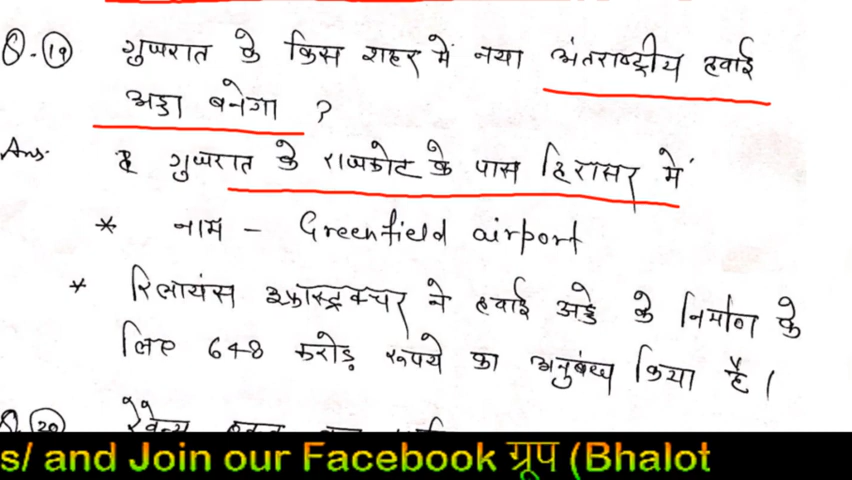 Q.19 गुजरात के किस शहर में नया अंतराष्ट्रीय हवाई
अड्डा बनेगा ?
Ans. गुजरात के राजकोट के पास हिरासर में
* नाम - Greenfield airport
* रिलायंस इंफ्रास्ट्रक्चर ने हवाई अड्डे के निर्माण के
लिए 648 करोड़ रूपये का अनुबंध किया है।
Q.20
s/ and Join our Facebook ग्रूप (Bhalot